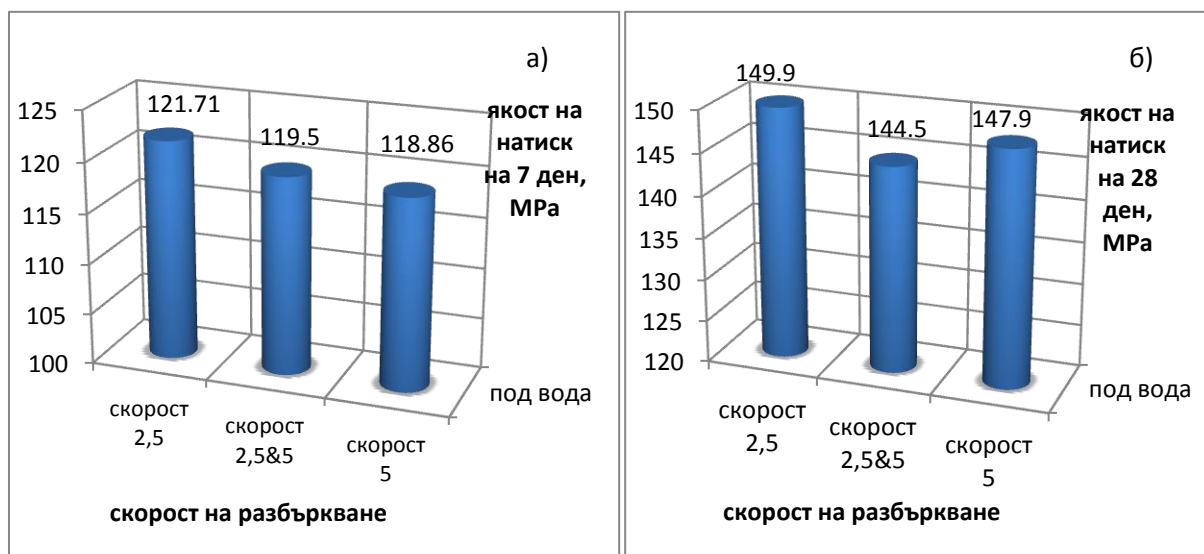 а)
якост на
натиск
на 7 ден,
MPa
125
120
115
110
105
100
121.71
119.5
118.86
под вода
скорост
2,5
скорост
2,5&5
скорост
5
скорост на разбъркване
б)
якост на
натиск
на 28
ден,
MPa
150
145
140
135
130
125
120
149.9
144.5
147.9
под вода
скорост
2,5
скорост
2,5&5
скорост
5
скорост на разбъркване